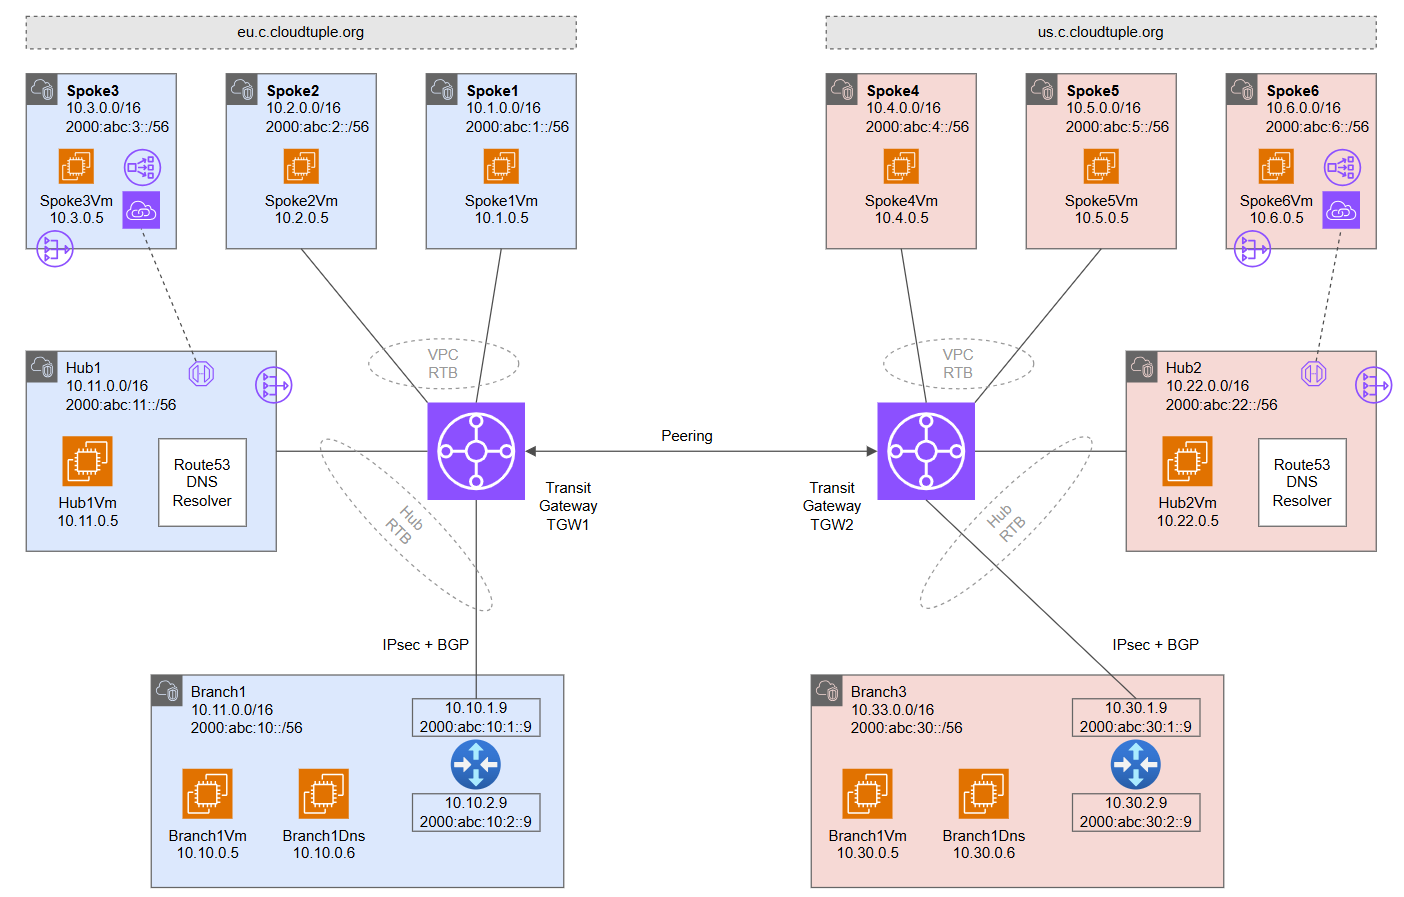 eu.c.cloudtuple.org
us.c.cloudtuple.org
Spoke3
10.3.0.0/16
2000:abc:3::/56
Spoke3Vm
10.3.0.5
Spoke2
10.2.0.0/16
2000:abc:2::/56
Spoke2Vm
10.2.0.5
Spoke1
10.1.0.0/16
2000:abc:1::/56
Spoke1Vm
10.1.0.5
Spoke4
10.4.0.0/16
2000:abc:4::/56
Spoke4Vm
10.4.0.5
Spoke5
10.5.0.0/16
2000:abc:5::/56
Spoke5Vm
10.5.0.5
Spoke6
10.6.0.0/16
2000:abc:6::/56
Spoke6Vm
10.6.0.5
VPC
RTB
VPC
RTB
Hub1
10.11.0.0/16
2000:abc:11::/56
Hub1Vm
10.11.0.5
Route53
DNS
Resolver
Peering
Transit
Gateway
TGW1
Transit
Gateway
TGW2
Hub
RTB
Hub
RTB
Hub2
10.22.0.0/16
2000:abc:22::/56
Hub2Vm
10.22.0.5
Route53
DNS
Resolver
IPsec + BGP
IPsec + BGP
Branch1
10.11.0.0/16
2000:abc:10::/56
10.10.1.9
2000:abc:10:1::9
10.10.2.9
2000:abc:10:2::9
Branch1Vm
10.10.0.5
Branch1Dns
10.10.0.6
Branch3
10.33.0.0/16
2000:abc:30::/56
10.30.1.9
2000:abc:30:1::9
10.30.2.9
2000:abc:30:2::9
Branch1Vm
10.30.0.5
Branch1Dns
10.30.0.6